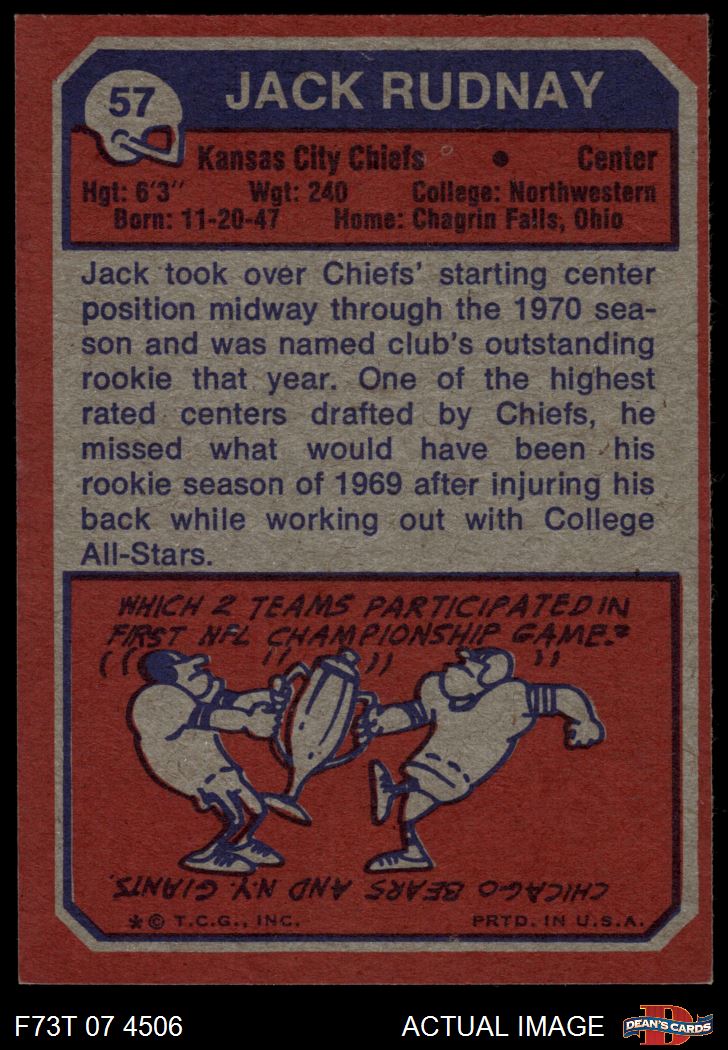 57
JACK RUDNAY
Kansas City Chiefs • Center
Hgt: 6'3" Wgt: 240 College: Northwestern
Born: 11-20-47 Home: Chagrin Falls, Ohio
Jack took over Chiefs' starting center
position midway through the 1970 sea-
son and was named club's outstanding
rookie that year. One of the highest
rated centers drafted by Chiefs, he
missed what would have been his
rookie season of 1969 after injuring his
back while working out with College
All-Stars.
WHICH 2 TEAMS PARTICIPATED IN
FIRST NFL CHAMPIONSHIP GAME?
CHICAGO BEARS AND N.Y. GIANTS.
*© T.C.G., INC. PRTD. IN U.S.A.
F73T 07 4506 ACTUAL IMAGE
D
DEAN'S CARDS